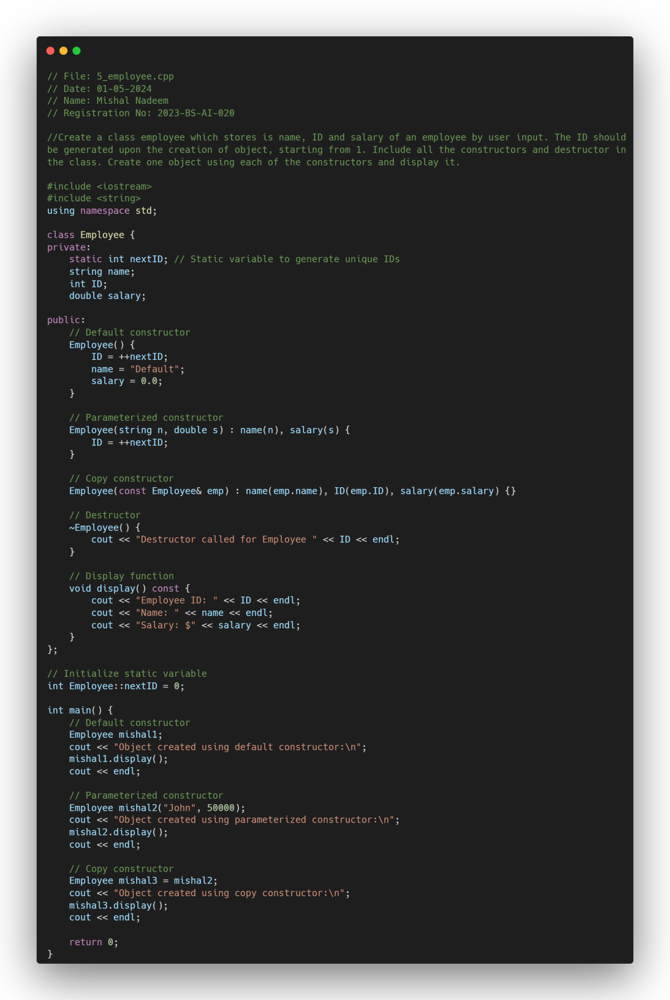 // File: 5_employee.cpp
// Date: 01-05-2024
// Name: Mishal Nadeem
// Registration No: 2023-BS-AI-020

//Create a class employee which stores is name, ID and salary of an employee by user input. The ID should
be generated upon the creation of object, starting from 1. Include all the constructors and destructor in
the class. Create one object using each of the constructors and display it.

#include <iostream>
#include <string>
using namespace std;

class Employee {
private:
    static int nextID; // Static variable to generate unique IDs
    string name;
    int ID;
    double salary;

public:
    // Default constructor
    Employee() {
        ID = ++nextID;
        name = "Default";
        salary = 0.0;
    }

    // Parameterized constructor
    Employee(string n, double s) : name(n), salary(s) {
        ID = ++nextID;
    }

    // Copy constructor
    Employee(const Employee& emp) : name(emp.name), ID(emp.ID), salary(emp.salary) {}

    // Destructor
    ~Employee() {
        cout << "Destructor called for Employee " << ID << endl;
    }

    // Display function
    void display() const {
        cout << "Employee ID: " << ID << endl;
        cout << "Name: " << name << endl;
        cout << "Salary: $" << salary << endl;
    }
};

// Initialize static variable
int Employee::nextID = 0;

int main() {
    // Default constructor
    Employee mishal1;
    cout << "Object created using default constructor:\n";
    mishal1.display();
    cout << endl;

    // Parameterized constructor
    Employee mishal2("John", 50000);
    cout << "Object created using parameterized constructor:\n";
    mishal2.display();
    cout << endl;

    // Copy constructor
    Employee mishal3 = mishal2;
    cout << "Object created using copy constructor:\n";
    mishal3.display();
    cout << endl;

    return 0;
}